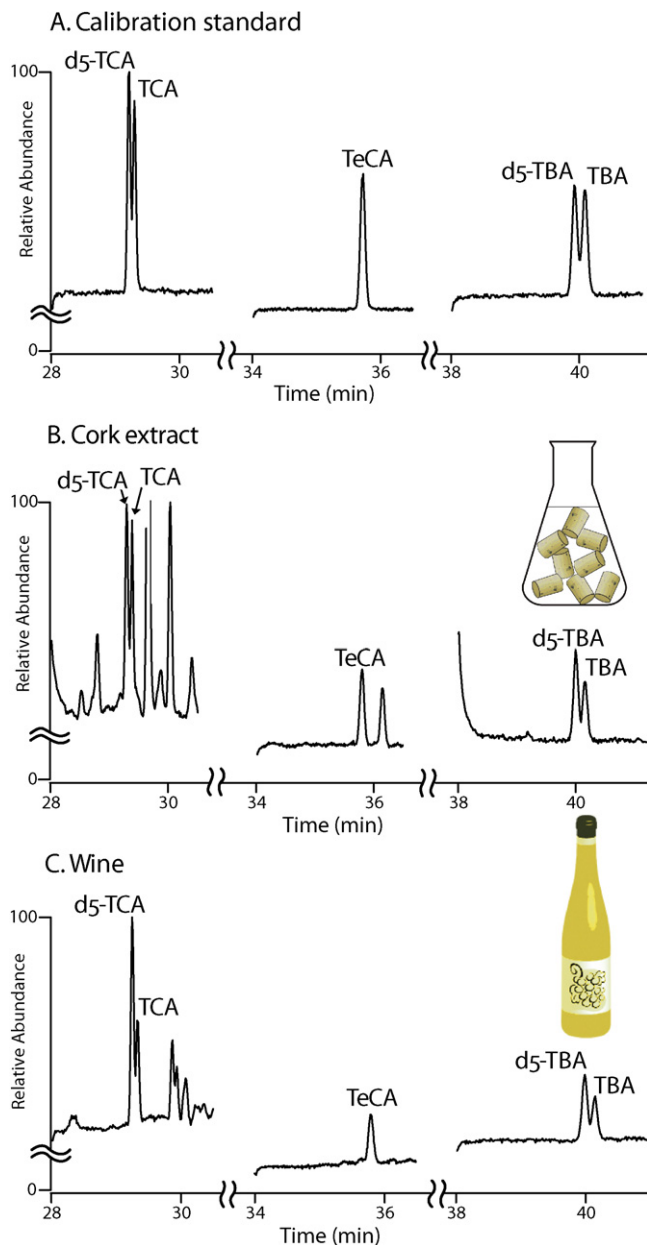 A. Calibration standard
d5-TCA
TCA
TeCA
d5-TBA TBA
100
Relative Abundance
0
28 30 34 36 38 40
Time (min)
B. Cork extract
d5-TCA TCA
TeCA
d5-TBA
TBA
100
Relative Abundance
0
28 30 34 36 38 40
Time (min)
C. Wine
d5-TCA
TCA
TeCA
d5-TBA
TBA
100
Relative Abundance
0
28 30 34 36 38 40
Time (min)